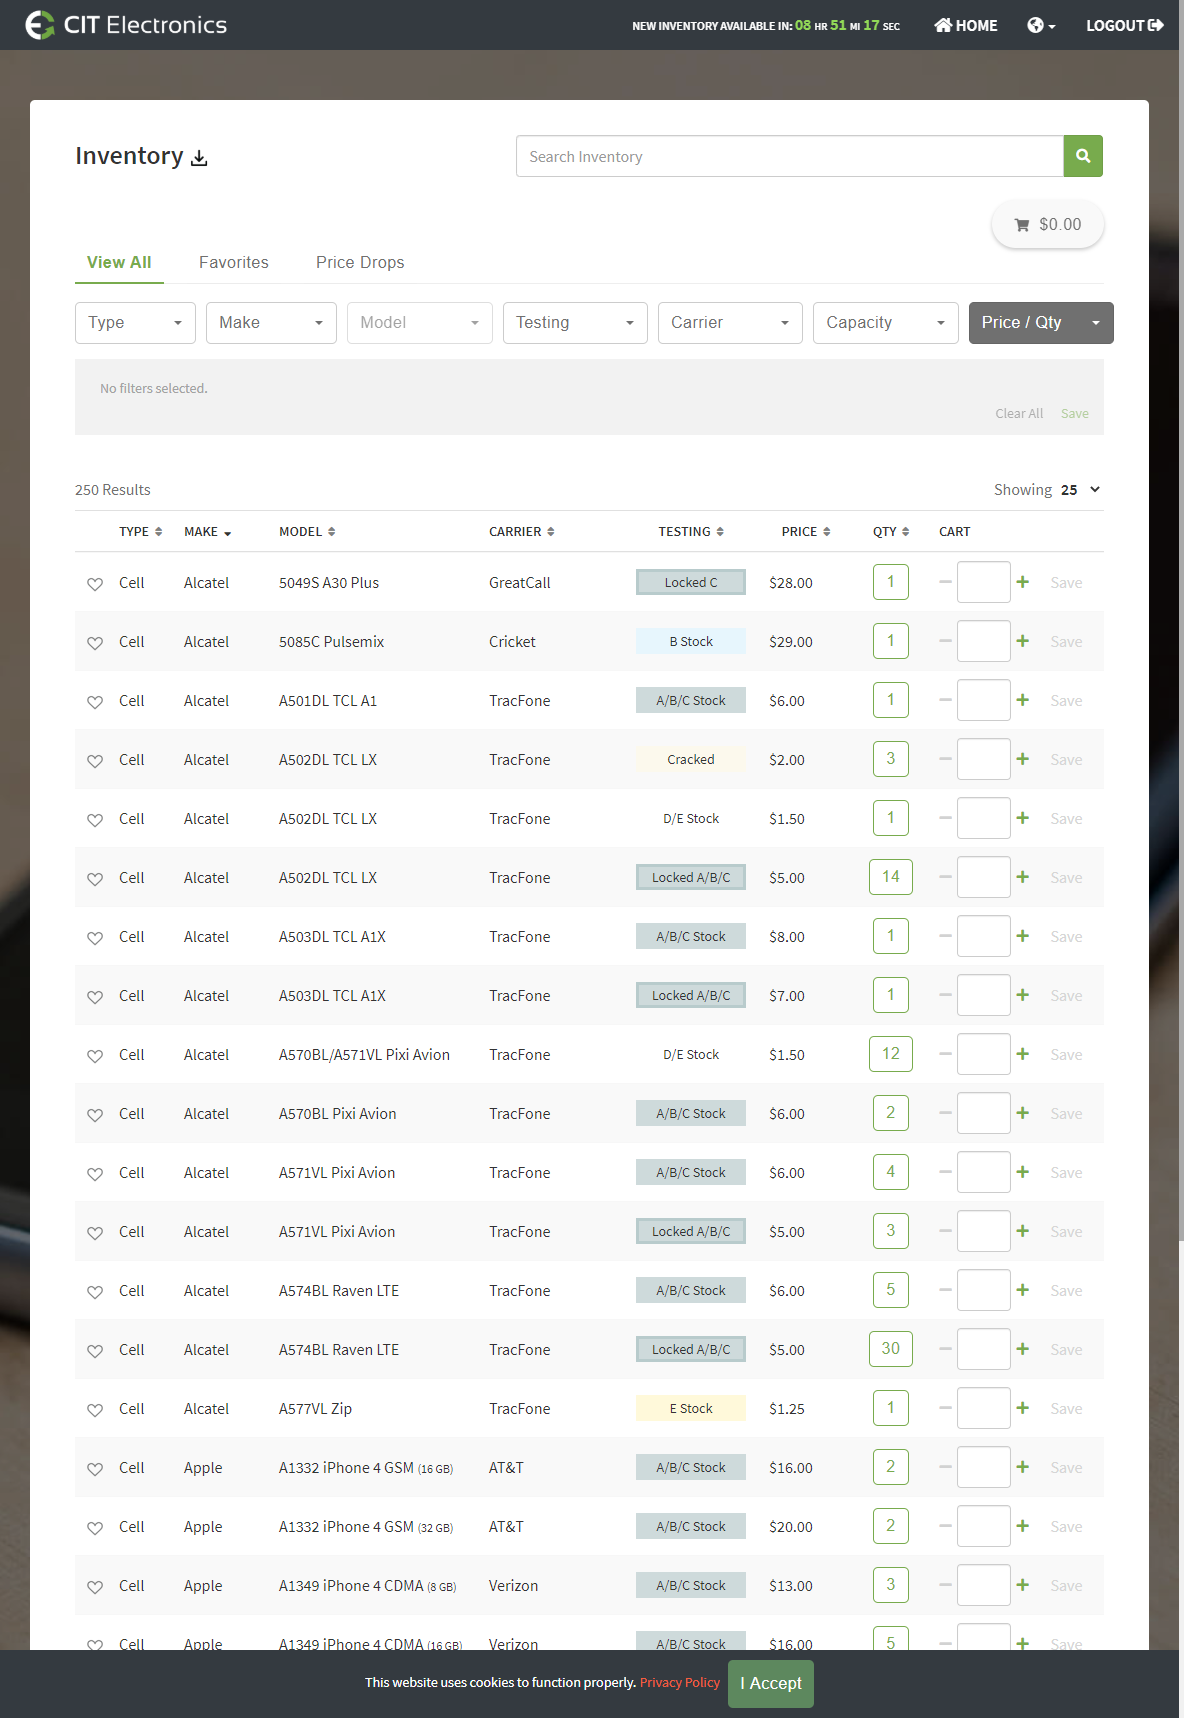 CIT Electronics
NEW INVENTORY AVAILABLE IN: 08 HR 51 MI 17 SEC
HOME
LOGOUT
Inventory
Search Inventory
$0.00
View All Favorites Price Drops
Type Make Model Testing Carrier Capacity Price / Qty
No filters selected.
Clear All Save
250 Results Showing 25
TYPE MAKE MODEL CARRIER TESTING PRICE QTY CART
Cell Alcatel 5049S A30 Plus GreatCall Locked C $28.00 1 Save
Cell Alcatel 5085C Pulsemix Cricket B Stock $29.00 1 Save
Cell Alcatel A501DL TCL A1 TracFone A/B/C Stock $6.00 1 Save
Cell Alcatel A502DL TCL LX TracFone Cracked $2.00 3 Save
Cell Alcatel A502DL TCL LX TracFone D/E Stock $1.50 1 Save
Cell Alcatel A502DL TCL LX TracFone Locked A/B/C $5.00 14 Save
Cell Alcatel A503DL TCL A1X TracFone A/B/C Stock $8.00 1 Save
Cell Alcatel A503DL TCL A1X TracFone Locked A/B/C $7.00 1 Save
Cell Alcatel A570BL/A571VL Pixi Avion TracFone D/E Stock $1.50 12 Save
Cell Alcatel A570BL Pixi Avion TracFone A/B/C Stock $6.00 2 Save
Cell Alcatel A571VL Pixi Avion TracFone A/B/C Stock $6.00 4 Save
Cell Alcatel A571VL Pixi Avion TracFone Locked A/B/C $5.00 3 Save
Cell Alcatel A574BL Raven LTE TracFone A/B/C Stock $6.00 5 Save
Cell Alcatel A574BL Raven LTE TracFone Locked A/B/C $5.00 30 Save
Cell Alcatel A577VL Zip TracFone E Stock $1.25 1 Save
Cell Apple A1332 iPhone 4 GSM (16 GB) AT&T A/B/C Stock $16.00 2 Save
Cell Apple A1332 iPhone 4 GSM (32 GB) AT&T A/B/C Stock $20.00 2 Save
Cell Apple A1349 iPhone 4 CDMA (8 GB) Verizon A/B/C Stock $13.00 3 Save
Cell Apple A1349 iPhone 4 CDMA (16 GB) Verizon A/B/C Stock $16.00 5 Save
This website uses cookies to function properly. Privacy Policy I Accept